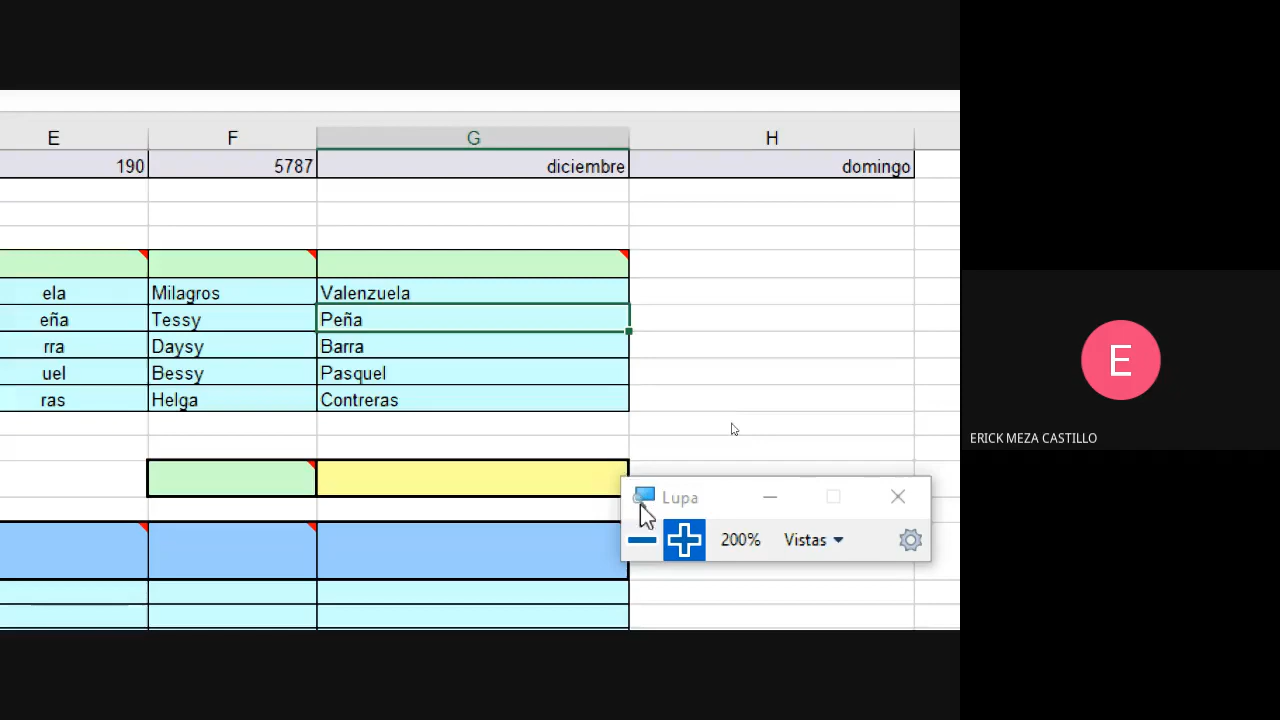 E F G H
190 5787 diciembre domingo
ela Milagros Valenzuela
eña Tessy Peña
rra Daysy Barra
uel Bessy Pasquel
ras Helga Contreras
Lupa
200% Vistas
E
ERICK MEZA CASTILLO